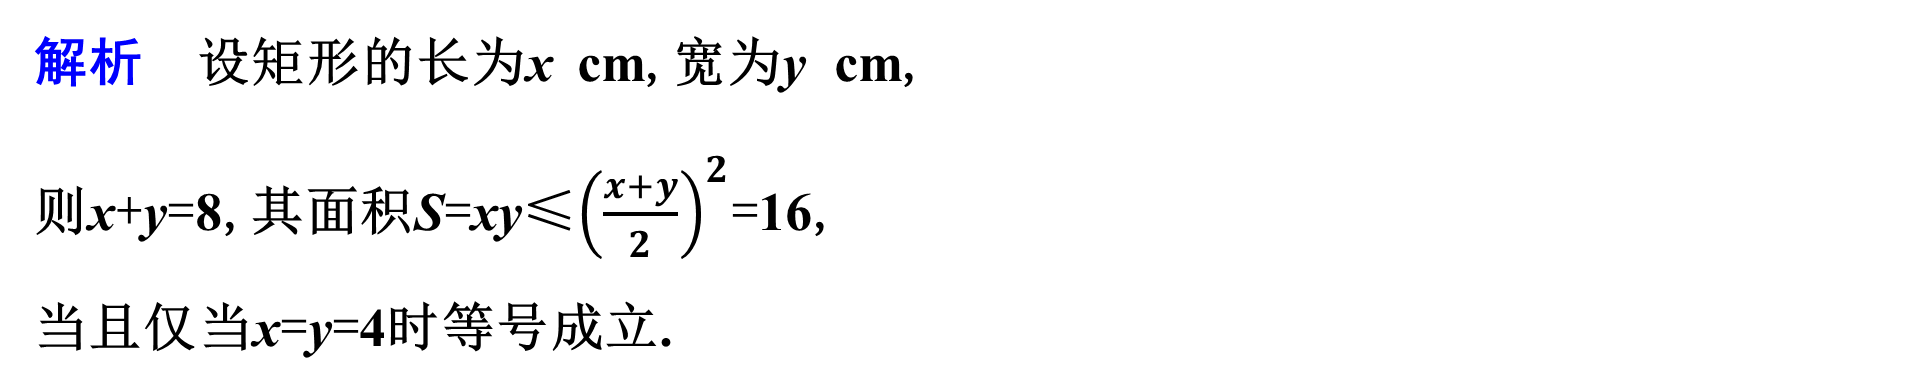 解析 设矩形的长为x cm,宽为y cm,
则x+y=8,其面积S=xy≤((x+y)/2)²=16,
当且仅当x=y=4时等号成立.